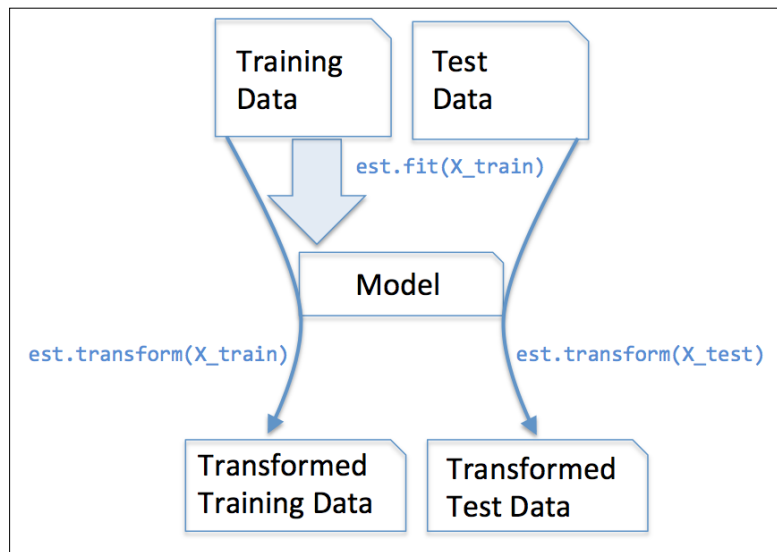 Training
Data
Test
Data
est.fit(X_train)
Model
est.transform(X_train)
est.transform(X_test)
Transformed
Training Data
Transformed
Test Data